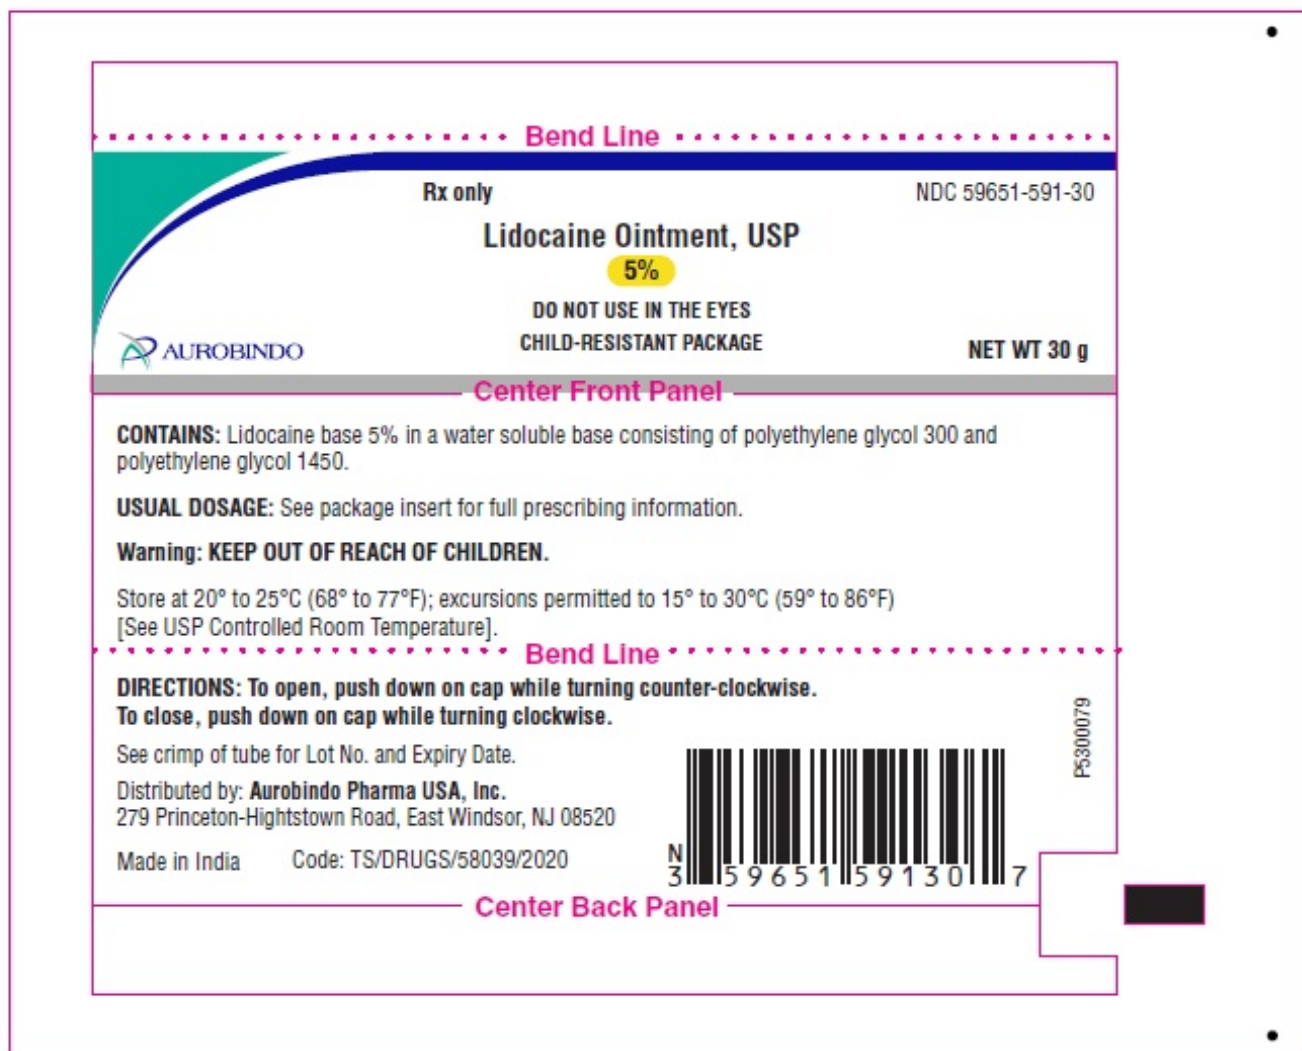 Bend Line
Rx only
NDC 59651-591-30
Lidocaine Ointment, USP
5%
DO NOT USE IN THE EYES
CHILD-RESISTANT PACKAGE
AUROBINDO
NET WT 30 g
Center Front Panel
CONTAINS: Lidocaine base 5% in a water soluble base consisting of polyethylene glycol 300 and
polyethylene glycol 1450.
USUAL DOSAGE: See package insert for full prescribing information.
Warning: KEEP OUT OF REACH OF CHILDREN.
Store at 20° to 25°C (68° to 77°F); excursions permitted to 15° to 30°C (59° to 86°F)
[See USP Controlled Room Temperature].
Bend Line
DIRECTIONS: To open, push down on cap while turning counter-clockwise.
To close, push down on cap while turning clockwise.
See crimp of tube for Lot No. and Expiry Date.
Distributed by: Aurobindo Pharma USA, Inc.
279 Princeton-Hightstown Road, East Windsor, NJ 08520
Made in India Code: TS/DRUGS/58039/2020
P5300079
N
3 59651 59130 7
Center Back Panel